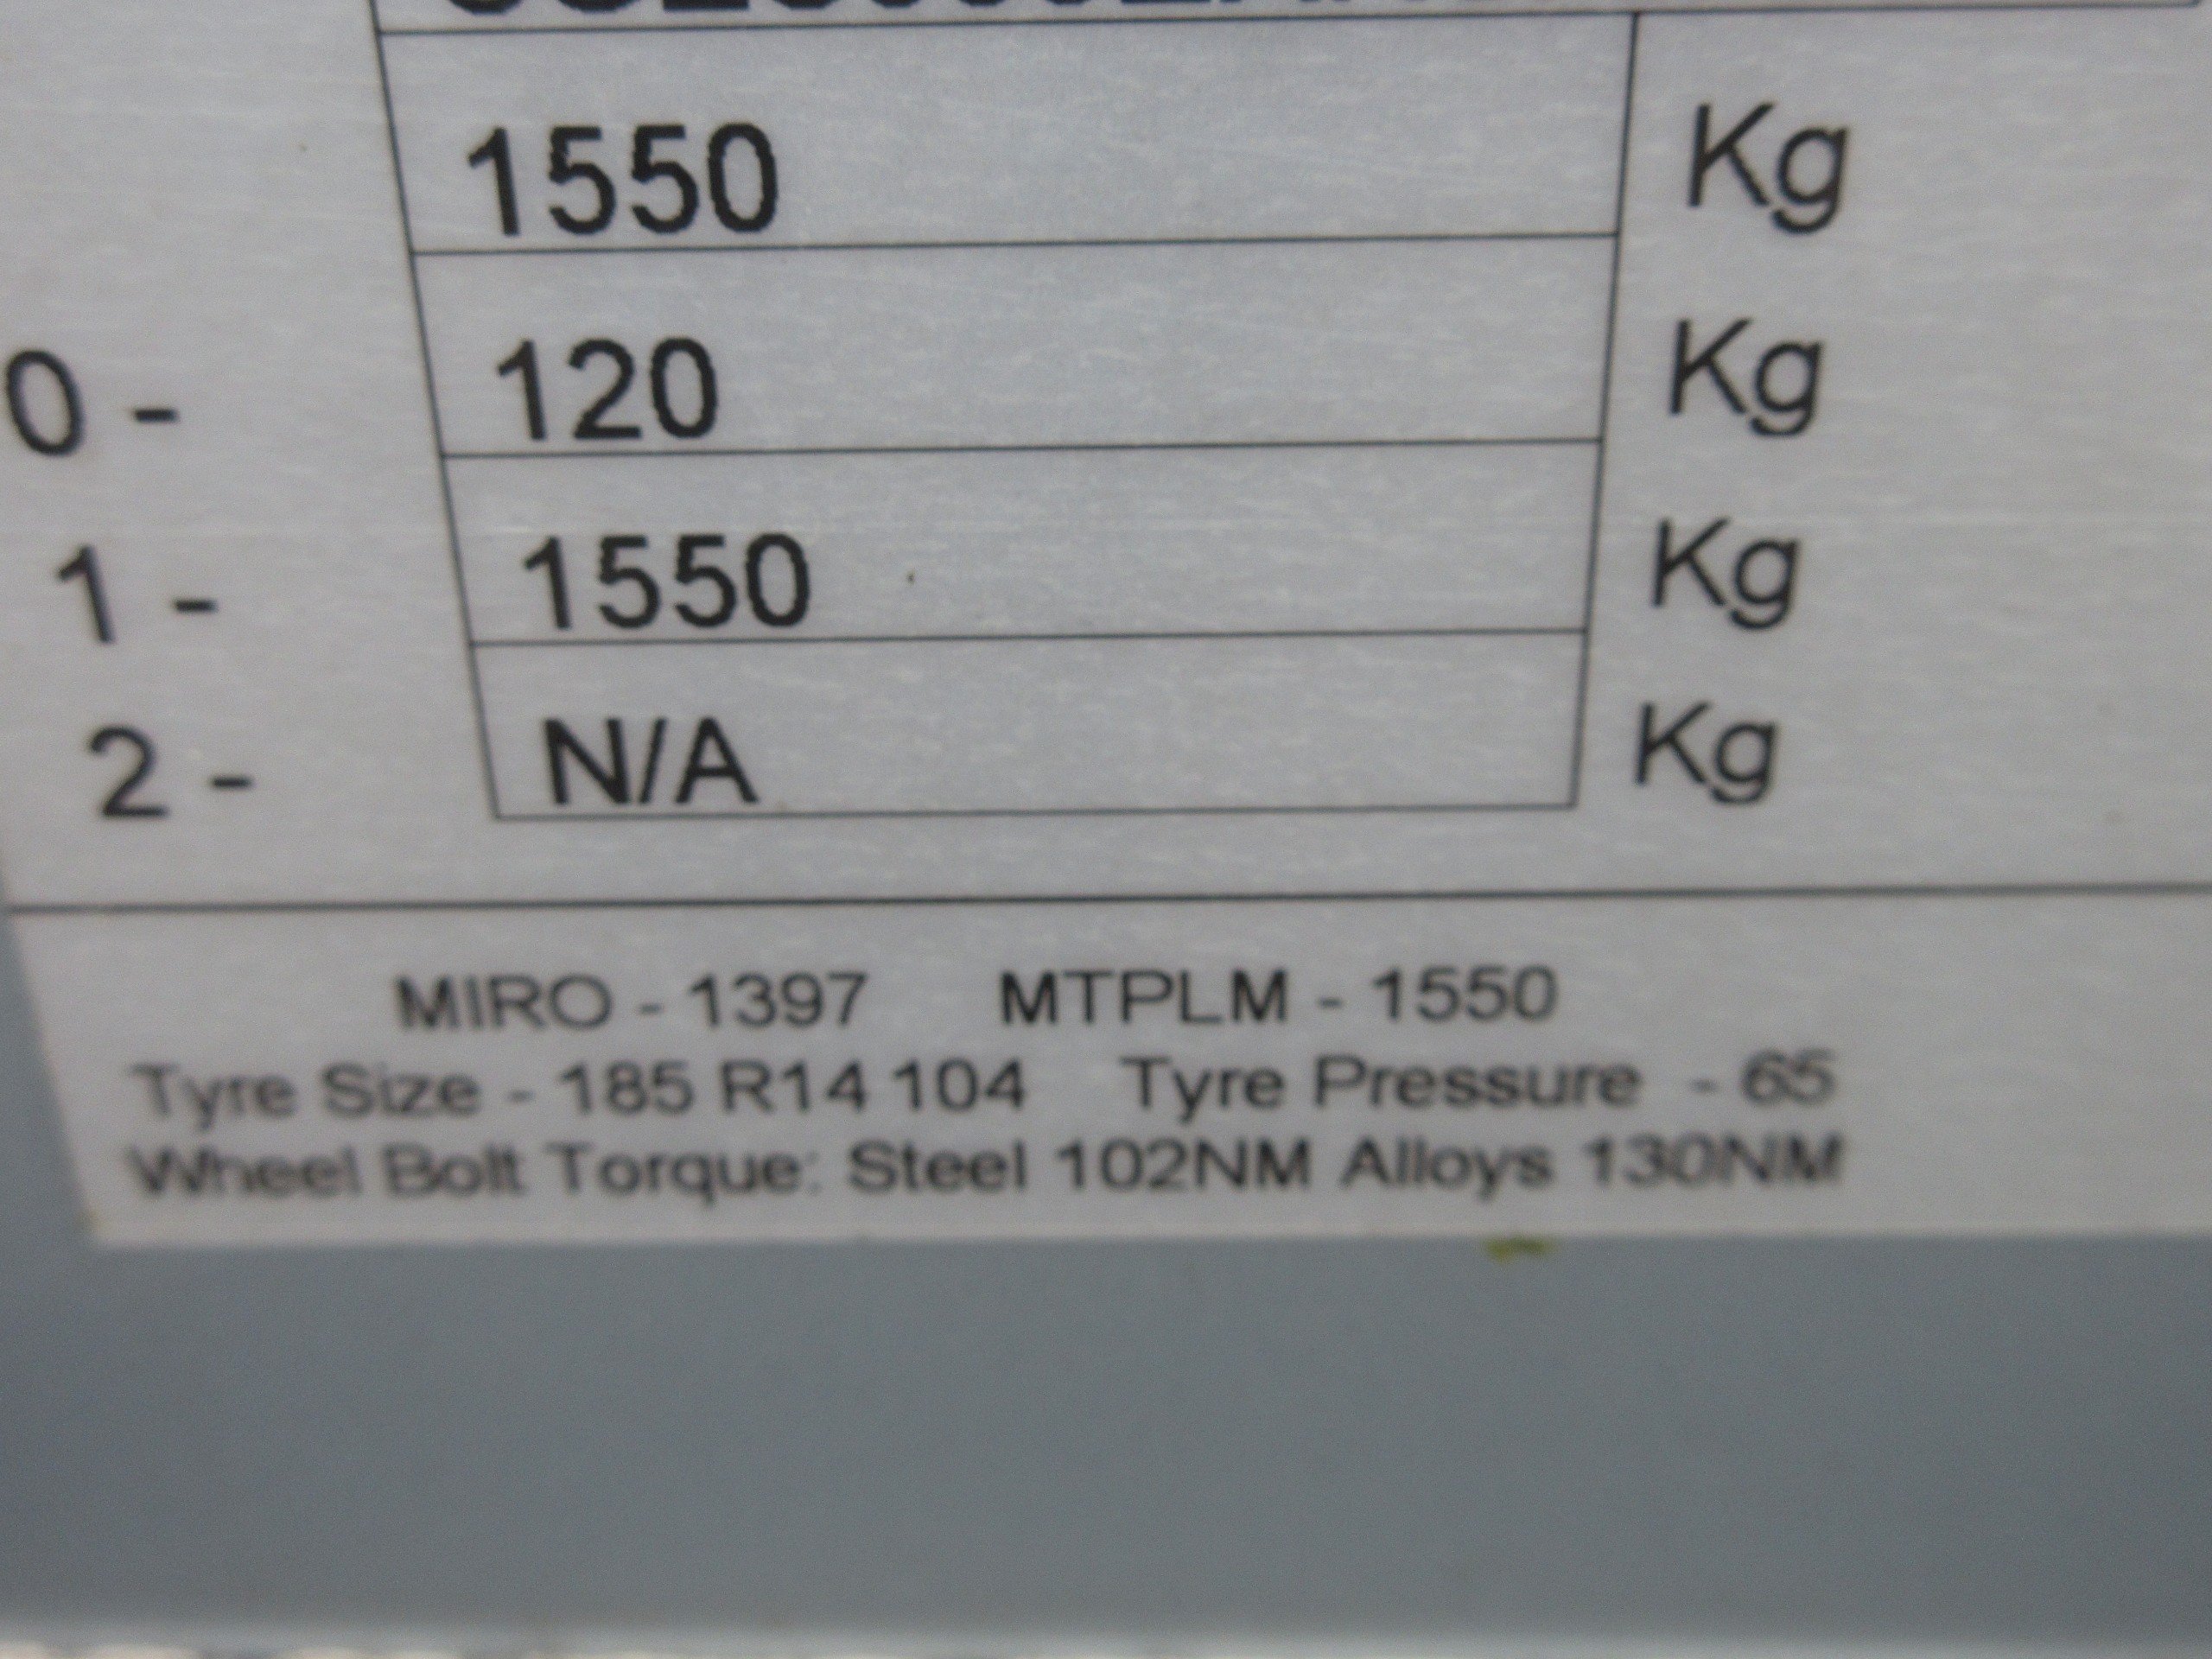 1550 Kg
0 - 120 Kg
1 - 1550 Kg
2 - N/A Kg
MIRO - 1397 MTPLM - 1550
Tyre Size - 185 R14 104 Tyre Pressure - 65
Wheel Bolt Torque: Steel 102NM Alloys 130NM